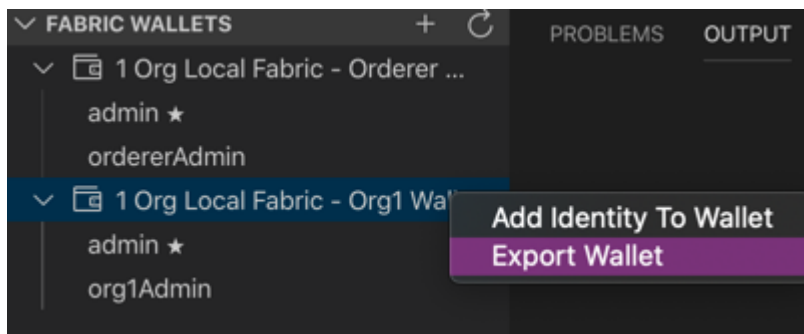 FABRIC WALLETS
PROBLEMS OUTPUT
1 Org Local Fabric - Orderer ...
admin ★
ordererAdmin
1 Org Local Fabric - Org1
Add Identity To Wallet
Export Wallet
admin ★
org1Admin